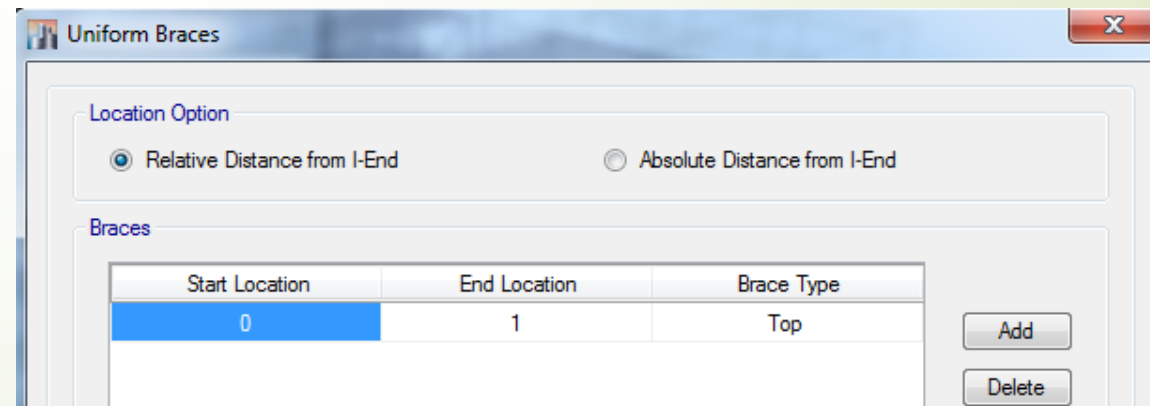 Uniform Braces
Location Option
Relative Distance from I-End Absolute Distance from I-End
Braces
Start Location End Location Brace Type
0 1 Top
Add
Delete